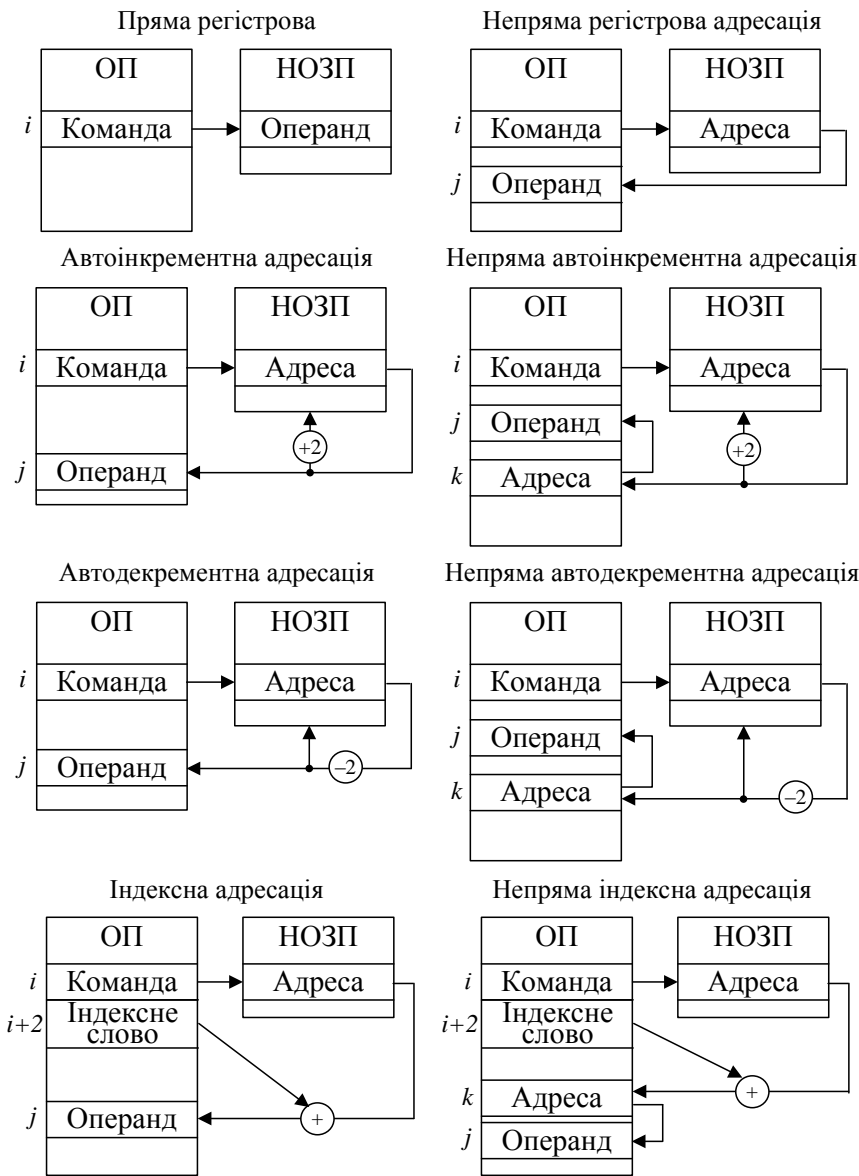 Пряма регістрова
ОП
НОЗП
i
Команда
Операнд
Непряма регістрова адресація
ОП
НОЗП
i
Команда
Адреса
j
Операнд
Автоінкрементна адресація
ОП
НОЗП
i
Команда
Адреса
+2
j
Операнд
Непряма автоінкрементна адресація
ОП
НОЗП
i
Команда
Адреса
j
Операнд
+2
k
Адреса
Автодекрементна адресація
ОП
НОЗП
i
Команда
Адреса
j
Операнд
–2
Непряма автодекрементна адресація
ОП
НОЗП
i
Команда
Адреса
j
Операнд
k
Адреса
–2
Індексна адресація
ОП
НОЗП
i
Команда
Адреса
i+2
Індексне
слово
j
Операнд
+
Непряма індексна адресація
ОП
НОЗП
i
Команда
Адреса
i+2
Індексне
слово
k
Адреса
+
j
Операнд